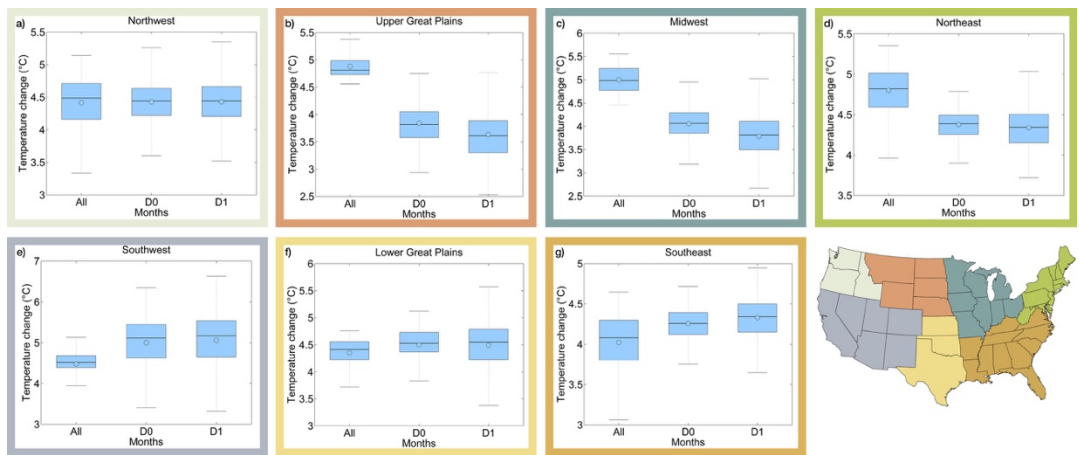 a) Northwest
Temperature change (°C)
5.5
5
4.5
4
3.5
3
All D0 D1
Months
b) Upper Great Plains
Temperature change (°C)
5.5
5
4.5
4
3.5
3
2.5
All D0 D1
Months
c) Midwest
Temperature change (°C)
6
5.5
5
4.5
4
3.5
3
2.5
All D0 D1
Months
d) Northeast
Temperature change (°C)
5.5
5
4.5
4
3.5
All D0 D1
Months
e) Southwest
Temperature change (°C)
7
6
5
4
3
All D0 D1
Months
f) Lower Great Plains
Temperature change (°C)
6
5.5
5
4.5
4
3.5
3
All D0 D1
Months
g) Southeast
Temperature change (°C)
5
4.5
4
3.5
3
All D0 D1
Months